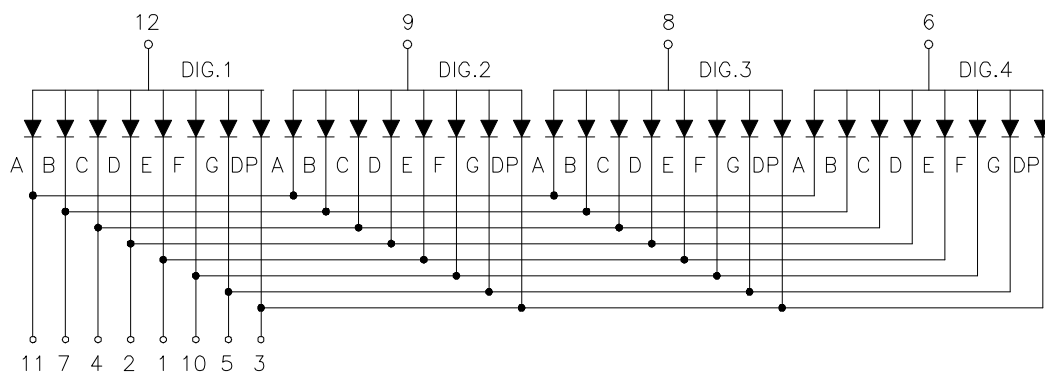 12 9 8 6
DIG.1 DIG.2 DIG.3 DIG.4
A B C D E F G DP A B C D E F G DP A B C D E F G DP A B C D E F G DP
11 7 4 2 1 10 5 3